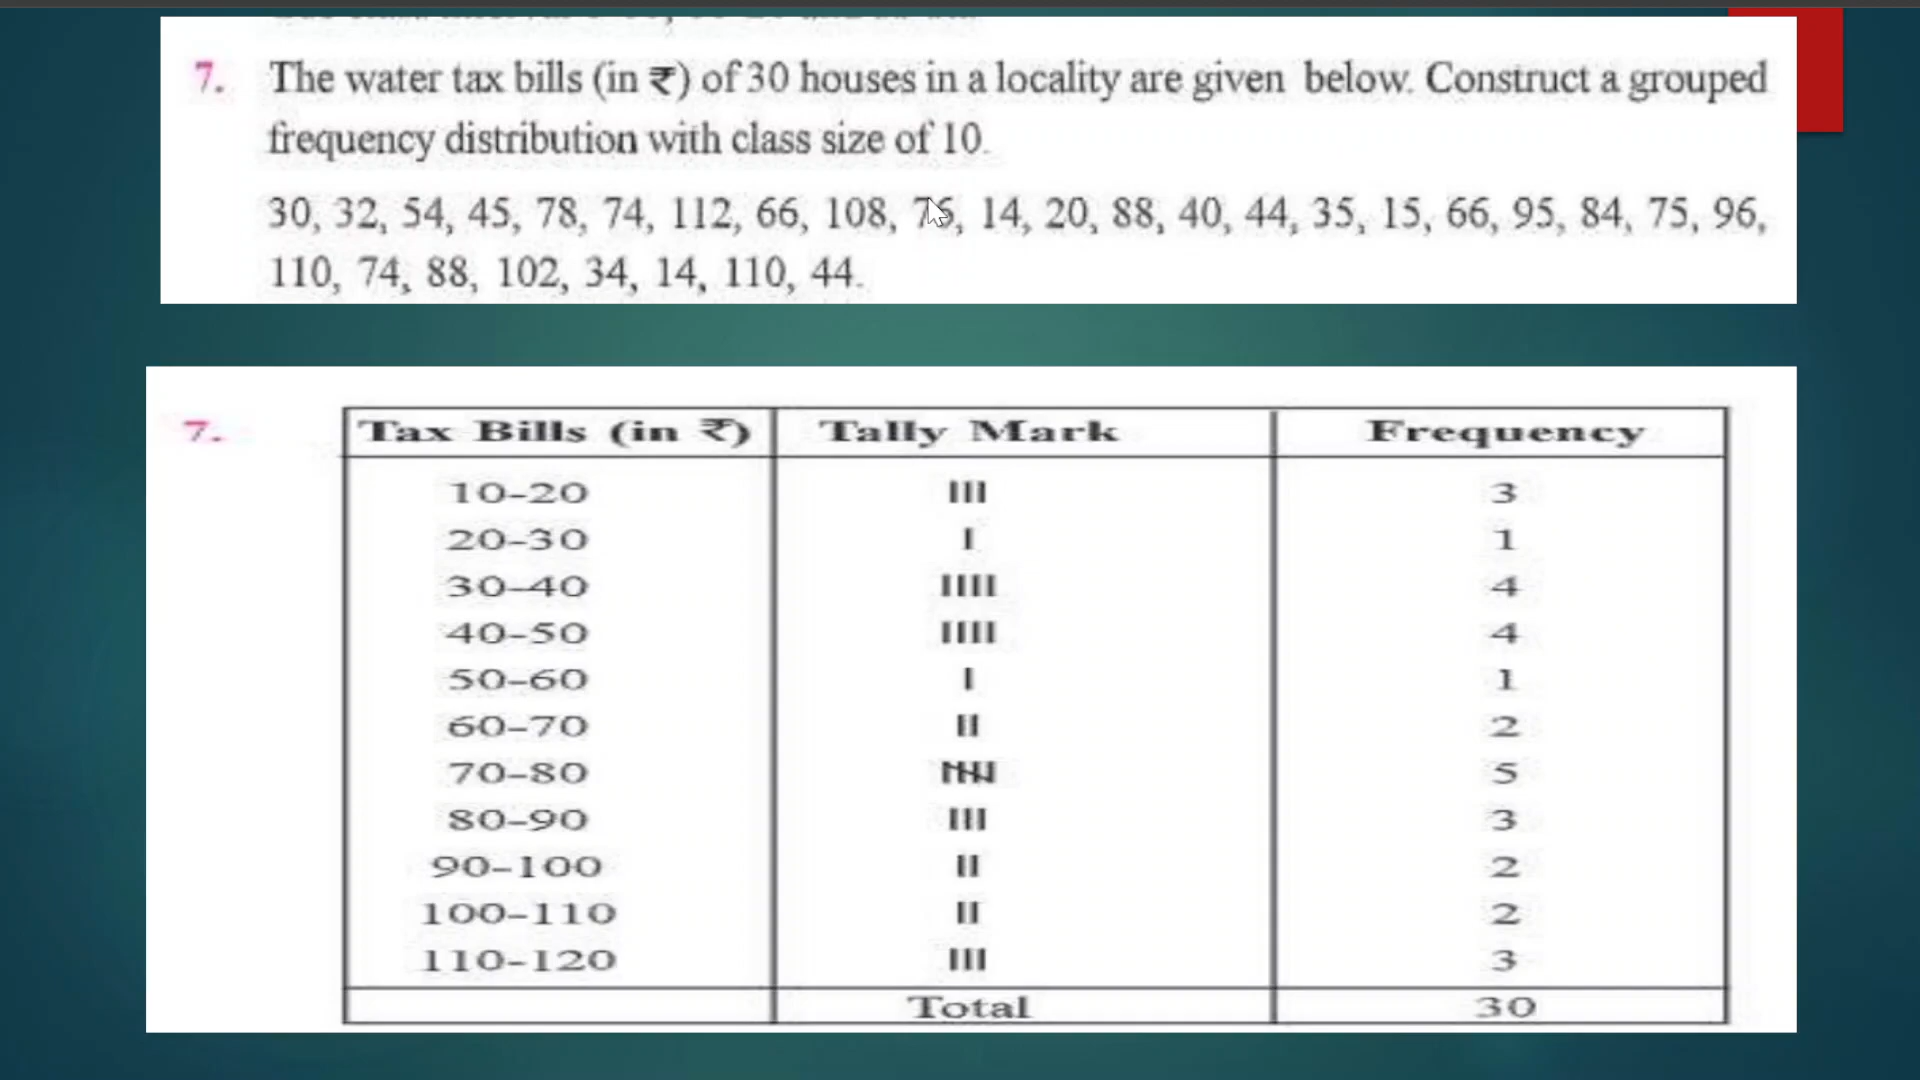 7. The water tax bills (in ₹) of 30 houses in a locality are given below. Construct a grouped
frequency distribution with class size of 10.
30, 32, 54, 45, 78, 74, 112, 66, 108, 76, 14, 20, 88, 40, 44, 35, 15, 66, 95, 84, 75, 96,
110, 74, 88, 102, 34, 14, 110, 44.
7.
Tax Bills (in ₹) Tally Mark Frequency
10–20 III 3
20–30 I 1
30–40 IIII 4
40–50 IIII 4
50–60 I 1
60–70 II 2
70–80 𝍸 5
80–90 III 3
90–100 II 2
100–110 II 2
110–120 III 3
Total 30